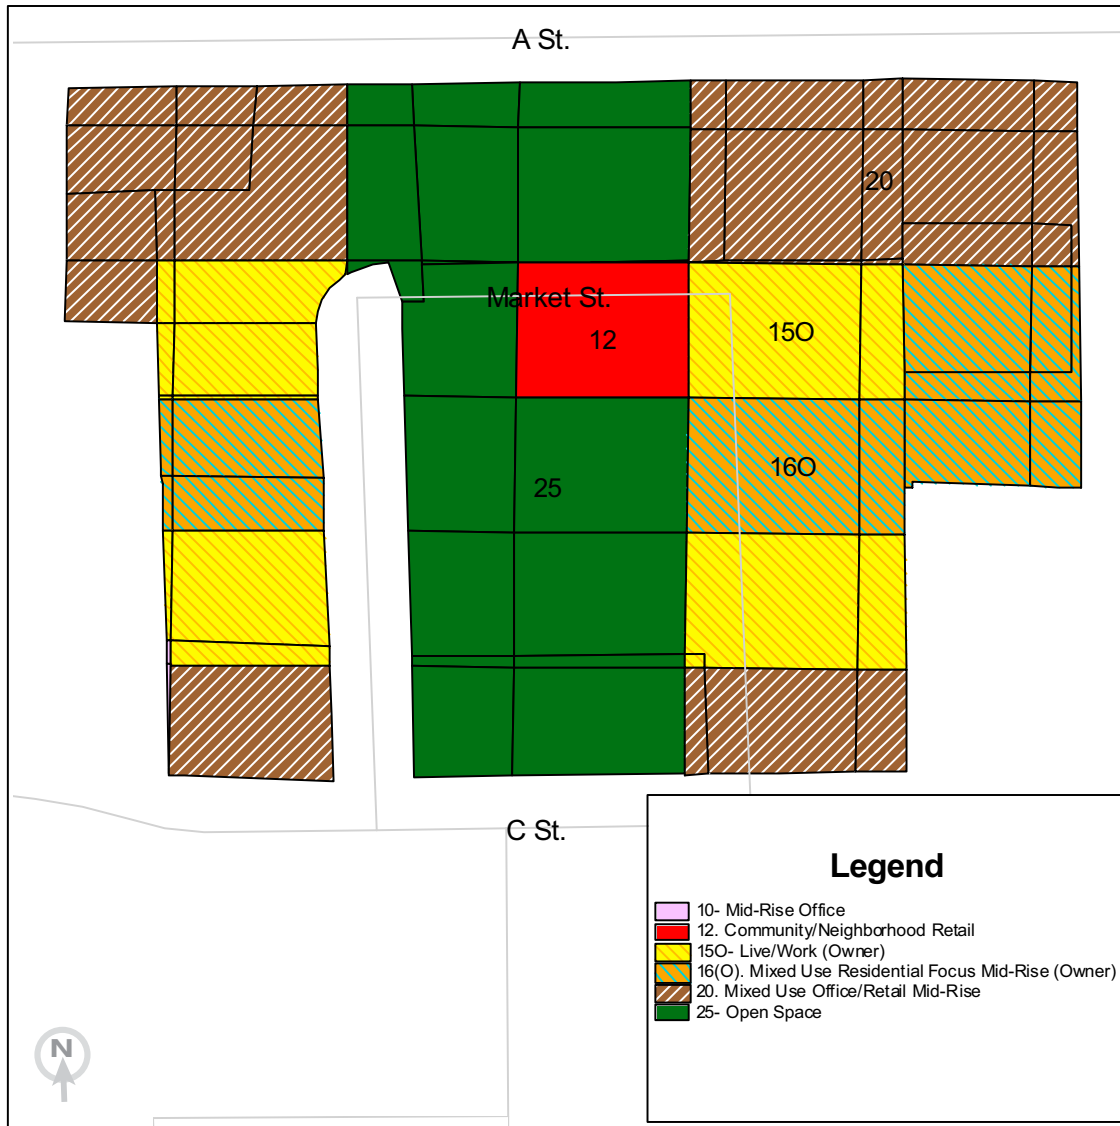 A St.
20
Market St.
12
15O
25
16O
C St.
Legend
10- Mid-Rise Office
12. Community/Neighborhood Retail
15O- Live/Work (Owner)
16(O). Mixed Use Residential Focus Mid-Rise (Owner)
20. Mixed Use Office/Retail Mid-Rise
25- Open Space
N